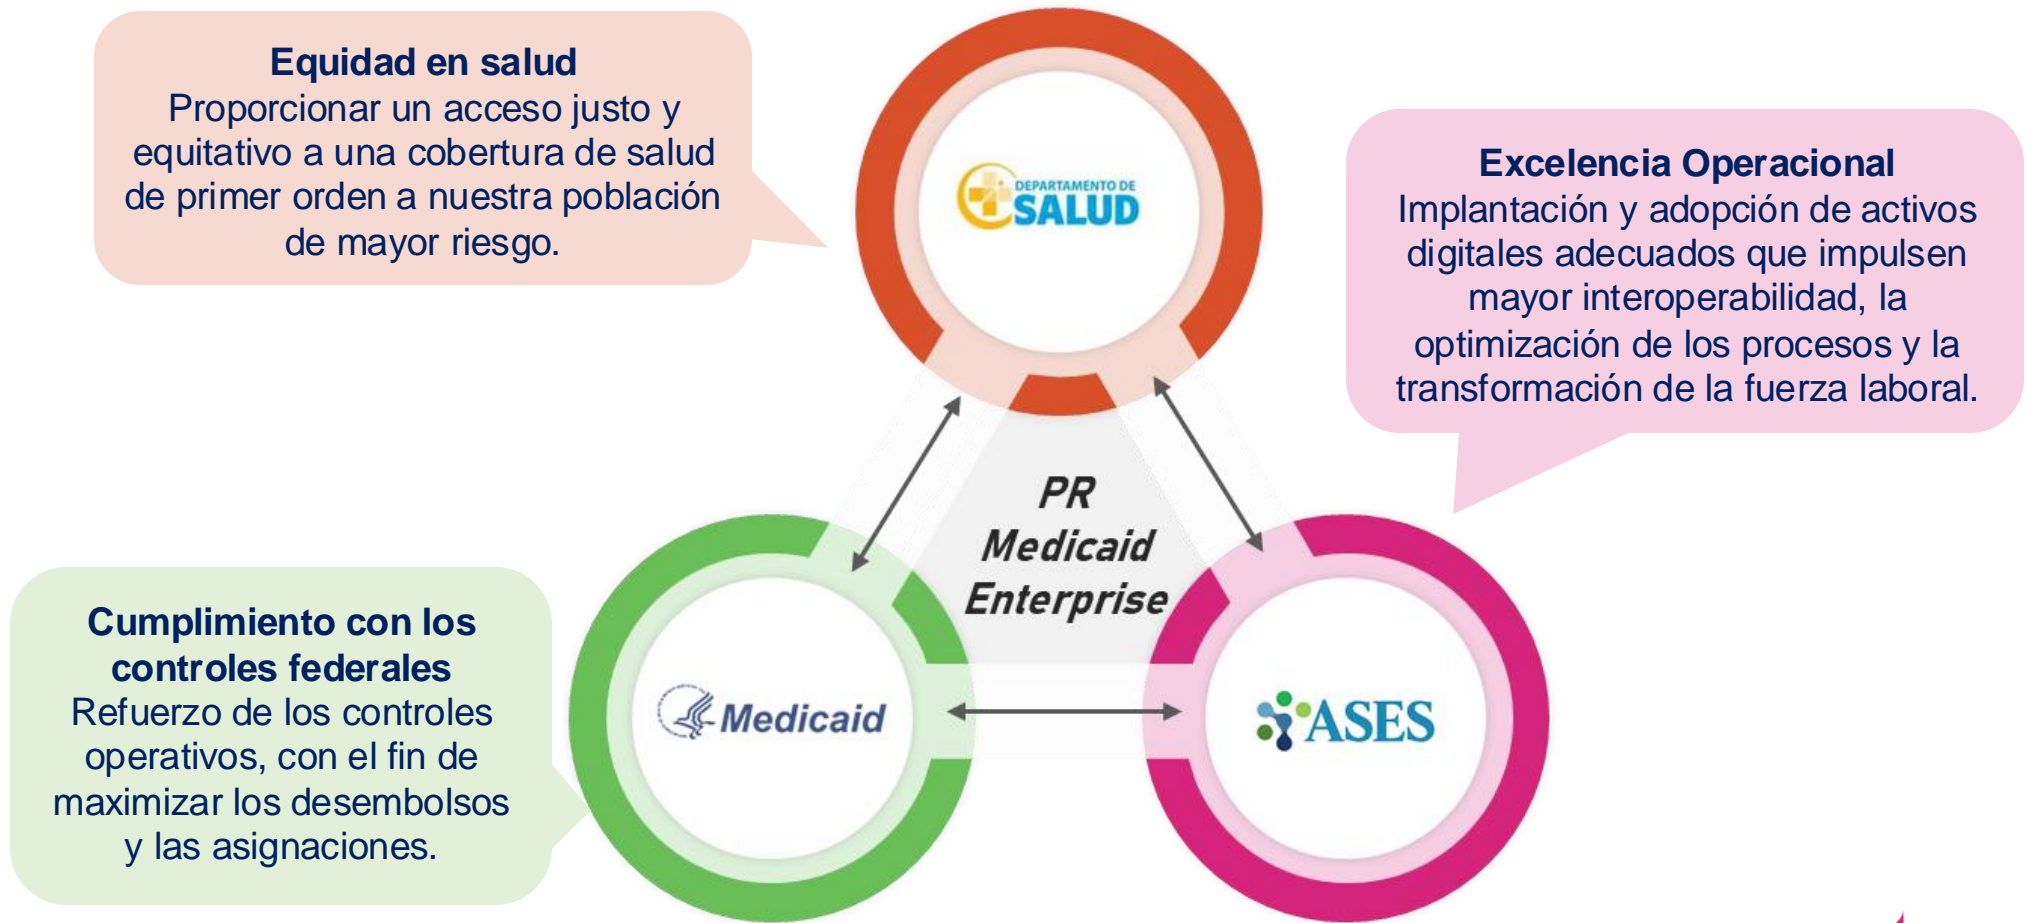 Equidad en salud
Proporcionar un acceso justo y
equitativo a una cobertura de salud
de primer orden a nuestra población
de mayor riesgo.
DEPARTAMENTO DE
SALUD
Excelencia Operacional
Implantación y adopción de activos
digitales adecuados que impulsen
mayor interoperabilidad, la
optimización de los procesos y la
transformación de la fuerza laboral.
PR
Medicaid
Enterprise
Cumplimiento con los
controles federales
Refuerzo de los controles
operativos, con el fin de
maximizar los desembolsos
y las asignaciones.
Medicaid
ASES